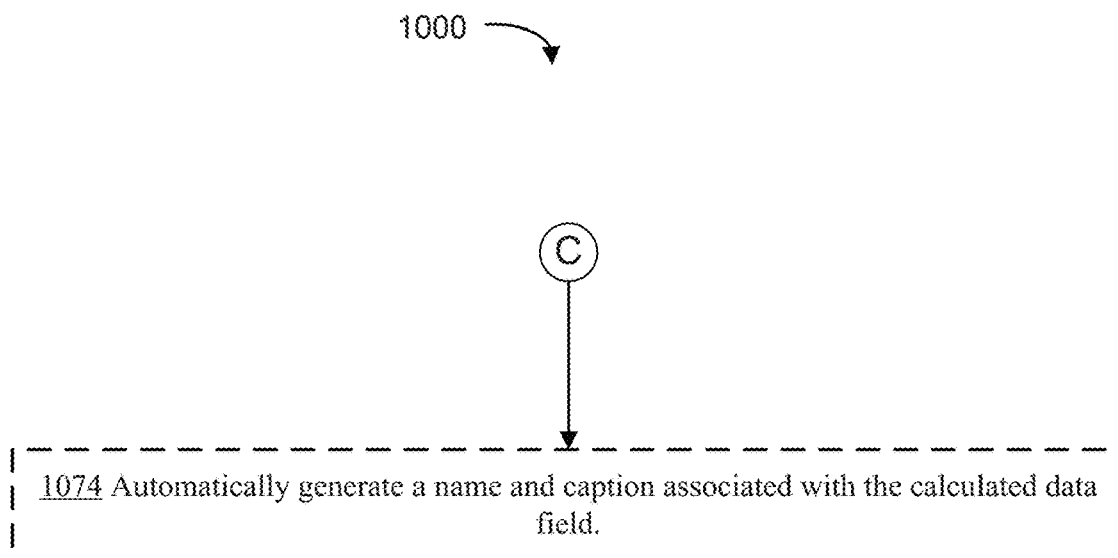 1000
C
1074 Automatically generate a name and caption associated with the calculated data
field.